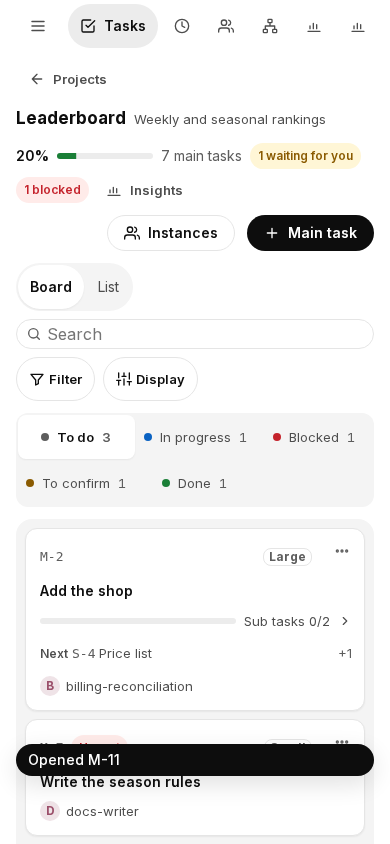 Tasks
Projects
Leaderboard Weekly and seasonal rankings
20% 7 main tasks 1 waiting for you
1 blocked Insights
Instances Main task
Board List
Search
Filter Display
To do 3 In progress 1 Blocked 1
To confirm 1 Done 1
M-2 Large
Add the shop
Sub tasks 0/2
Next S-4 Price list +1
B billing-reconciliation
Opened M-11
Write the season rules
D docs-writer